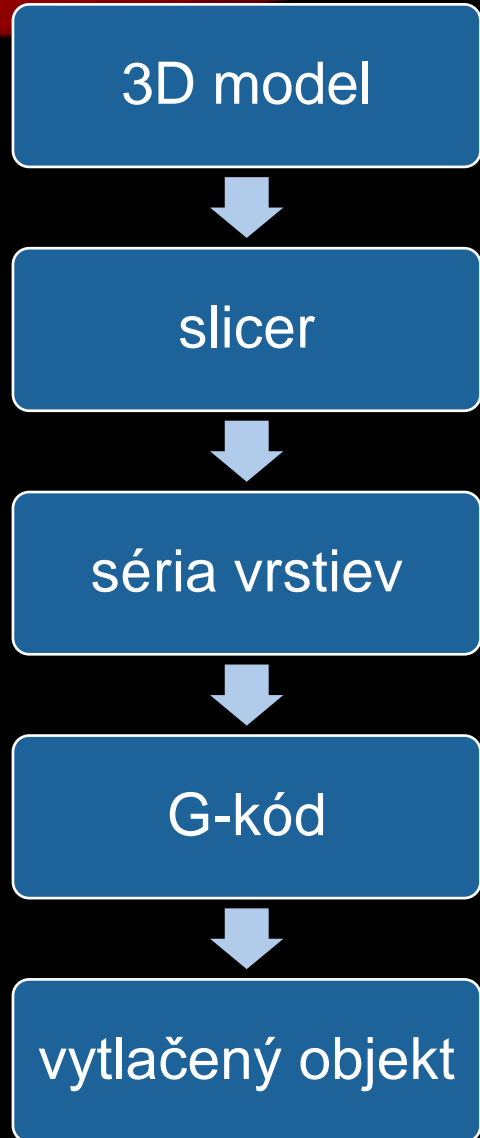 3D model
slicer
séria vrstiev
G-kód
vytlačený objekt